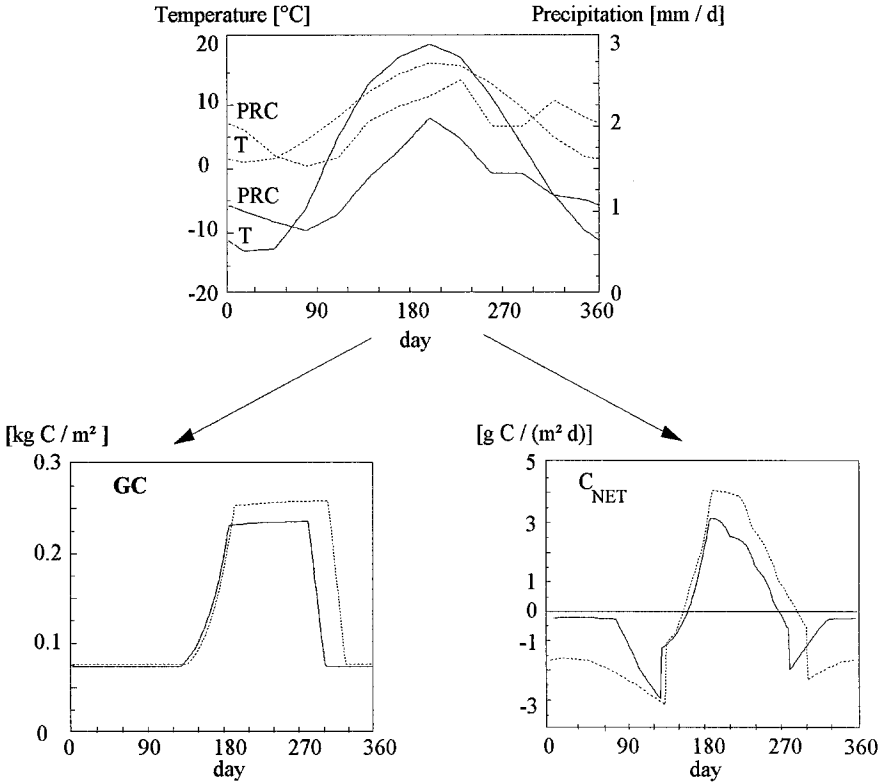 Temperature [°C] Precipitation [mm / d]
20 3
10 PRC 2
T
0
PRC 1
-10 T
-20 0
0 90 180 270 360
day
[kg C / m² ] [g C / (m² d)]
0.3 GC 5 C NET
3
0.2
1
0
0.1 -1
-3
0
0 90 180 270 360 0 90 180 270 360
day day